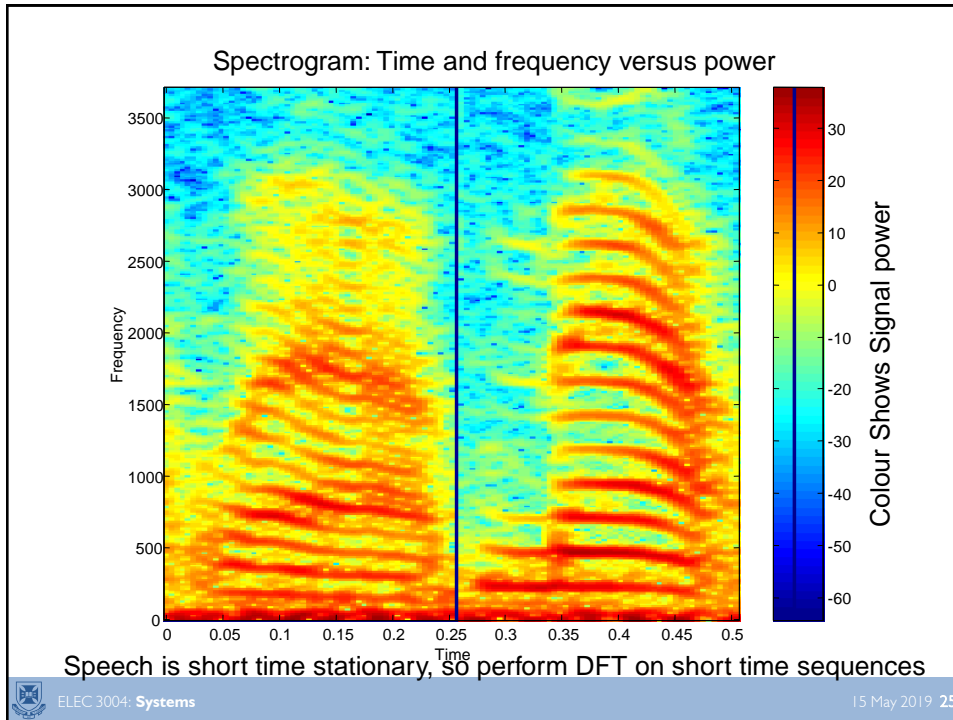 Spectrogram: Time and frequency versus power
3500
3000
2500
2000
1500
1000
500
0
Frequency
0 0.05 0.1 0.15 0.2 0.25 0.3 0.35 0.4 0.45 0.5
Time
30
20
10
0
-10
-20
-30
-40
-50
-60
Colour Shows Signal power
Speech is short time stationary, so perform DFT on short time sequences
ELEC 3004: Systems
15 May 2019 25